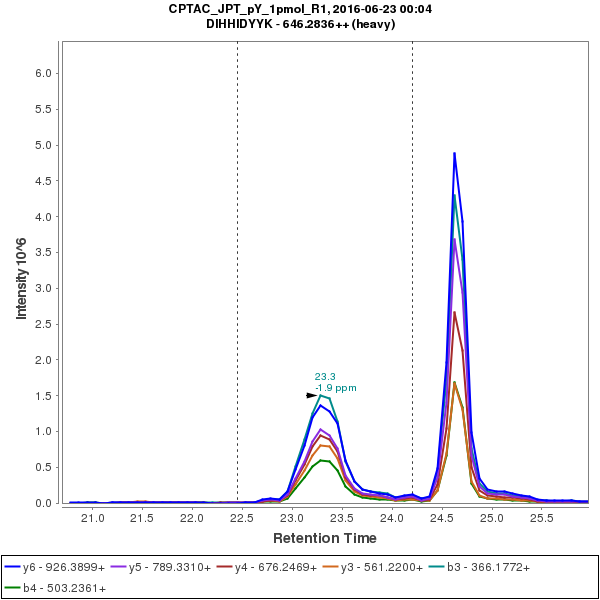 CPTAC_JPT_pY_1pmol_R1, 2016-06-23 00:04
DIHHIDYYK - 646.2836++ (heavy)
Intensity 10^6
6.0
5.5
5.0
4.5
4.0
3.5
3.0
2.5
2.0
1.5
1.0
0.5
0.0
23.3
-1.9 ppm
21.0 21.5 22.0 22.5 23.0 23.5 24.0 24.5 25.0 25.5
Retention Time
y6 - 926.3899+ y5 - 789.3310+ y4 - 676.2469+ y3 - 561.2200+ b3 - 366.1772+
b4 - 503.2361+